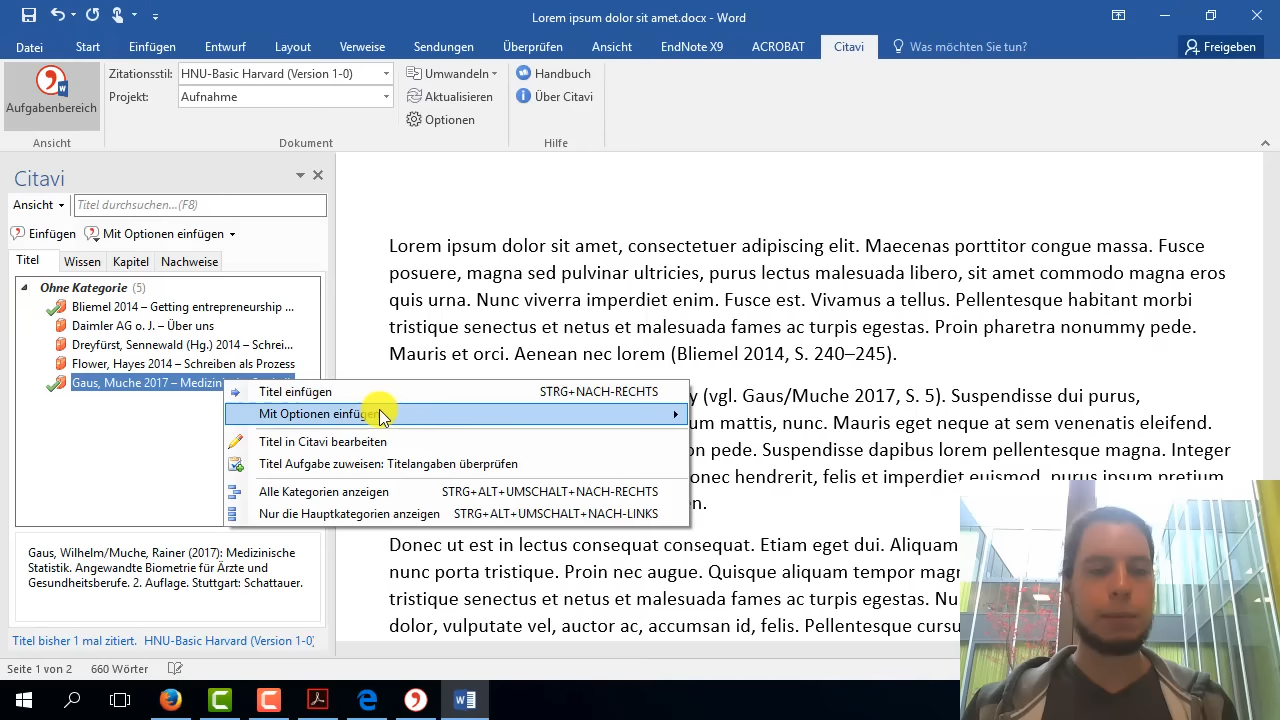 Lorem ipsum dolor sit amet.docx - Word
Datei Start Einfügen Entwurf Layout Verweise Sendungen Überprüfen Ansicht EndNote X9 ACROBAT Citavi Was möchten Sie tun? Freigeben
Zitationsstil: HNU-Basic Harvard (Version 1-0) Umwandeln Handbuch
Aufgabenbereich Projekt: Aufnahme Aktualisieren Über Citavi
Optionen
Ansicht Dokument Hilfe
Citavi
Ansicht Titel durchsuchen...(F8)
Einfügen Mit Optionen einfügen
Titel Wissen Kapitel Nachweise
Ohne Kategorie (5)
Bliemel 2014 – Getting entrepreneurship ...
Daimler AG o. J. – Über uns
Dreyfürst, Sennewald (Hg.) 2014 – Schrei...
Flower, Hayes 2014 – Schreiben als Prozess
Gaus, Muche 2017 – Medizin
Titel einfügen STRG+NACH-RECHTS
Mit Optionen einfügen
Titel in Citavi bearbeiten
Titel Aufgabe zuweisen: Titelangaben überprüfen
Alle Kategorien anzeigen STRG+ALT+UMSCHALT+NACH-RECHTS
Nur die Hauptkategorien anzeigen STRG+ALT+UMSCHALT+NACH-LINKS
Gaus, Wilhelm/Muche, Rainer (2017): Medizinische
Statistik. Angewandte Biometrie für Ärzte und
Gesundheitsberufe. 2. Auflage. Stuttgart: Schattauer.
Titel bisher 1 mal zitiert. HNU-Basic Harvard (Version 1-0)
Lorem ipsum dolor sit amet, consectetuer adipiscing elit. Maecenas porttitor congue massa. Fusce
posuere, magna sed pulvinar ultricies, purus lectus malesuada libero, sit amet commodo magna eros
quis urna. Nunc viverra imperdiet enim. Fusce est. Vivamus a tellus. Pellentesque habitant morbi
tristique senectus et netus et malesuada fames ac turpis egestas. Proin pharetra nonummy pede.
Mauris et orci. Aenean nec lorem (Bliemel 2014, S. 240–245).
y (vgl. Gaus/Muche 2017, S. 5). Suspendisse dui purus,
um mattis, nunc. Mauris eget neque at sem venenatis eleifend.
on pede. Suspendisse dapibus lorem pellentesque magna. Integer
nec hendrerit, felis et imperdiet euismod, purus ipsum pretium
en.
Donec ut est in lectus consequat consequat. Etiam eget dui. Aliquam
nunc porta tristique. Proin nec augue. Quisque aliquam tempor mag
tristique senectus et netus et malesuada fames ac turpis egestas. Nu
dolor, vulputate vel, auctor ac, accumsan id, felis. Pellentesque cursu
Seite 1 von 2 660 Wörter